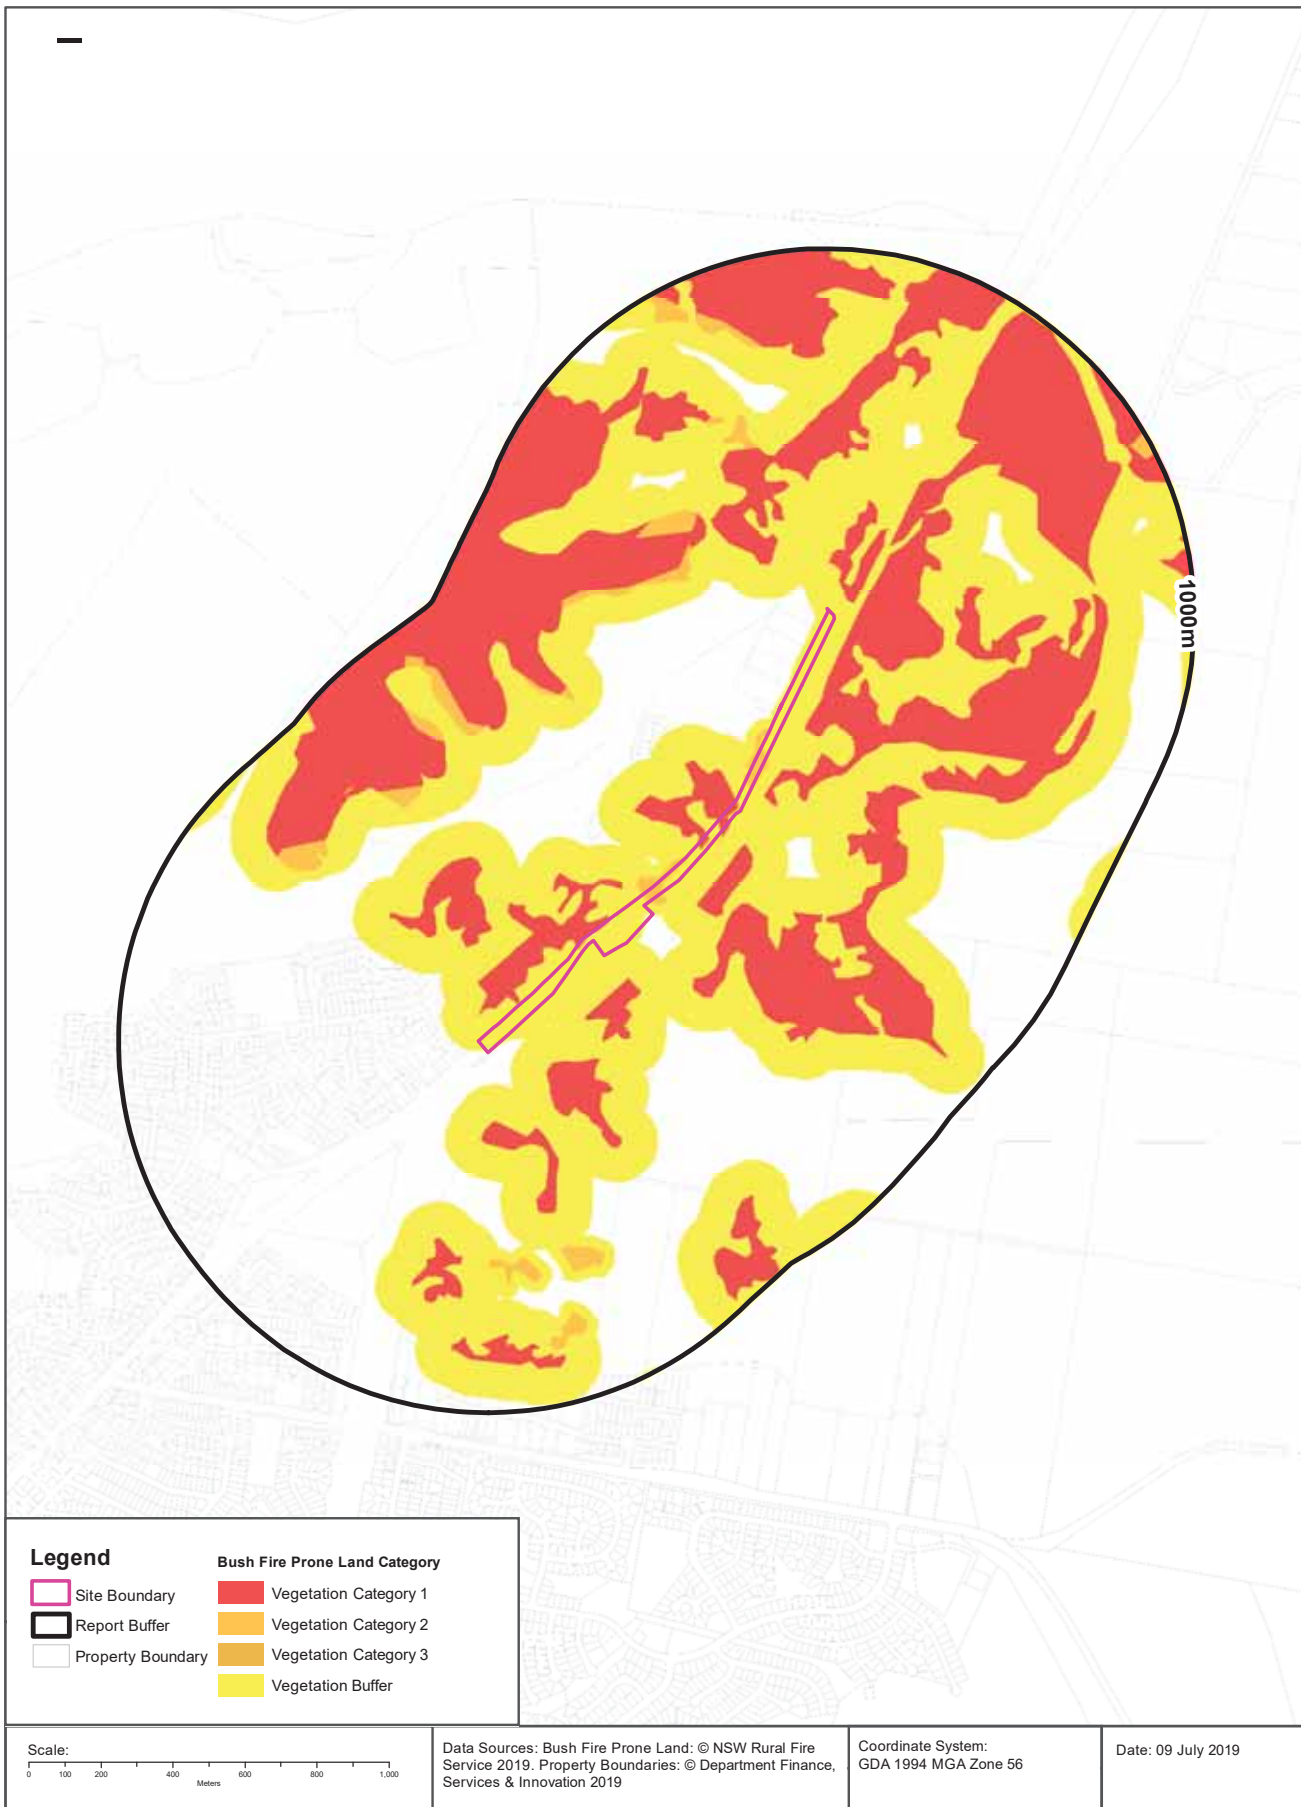 1000m
Legend
Site Boundary
Report Buffer
Property Boundary
Bush Fire Prone Land Category
Vegetation Category 1
Vegetation Category 2
Vegetation Category 3
Vegetation Buffer
Scale:
0 100 200 400 600 800 1,000
Meters
Data Sources: Bush Fire Prone Land: © NSW Rural Fire
Service 2019. Property Boundaries: © Department Finance,
Services & Innovation 2019
Coordinate System:
GDA 1994 MGA Zone 56
Date: 09 July 2019